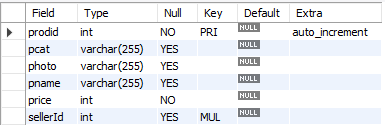 Field Type Null Key Default Extra
prodid int NO PRI NULL auto_increment
pcat varchar(255) YES NULL
photo varchar(255) YES NULL
pname varchar(255) YES NULL
price int NO NULL
sellerId int YES MUL NULL